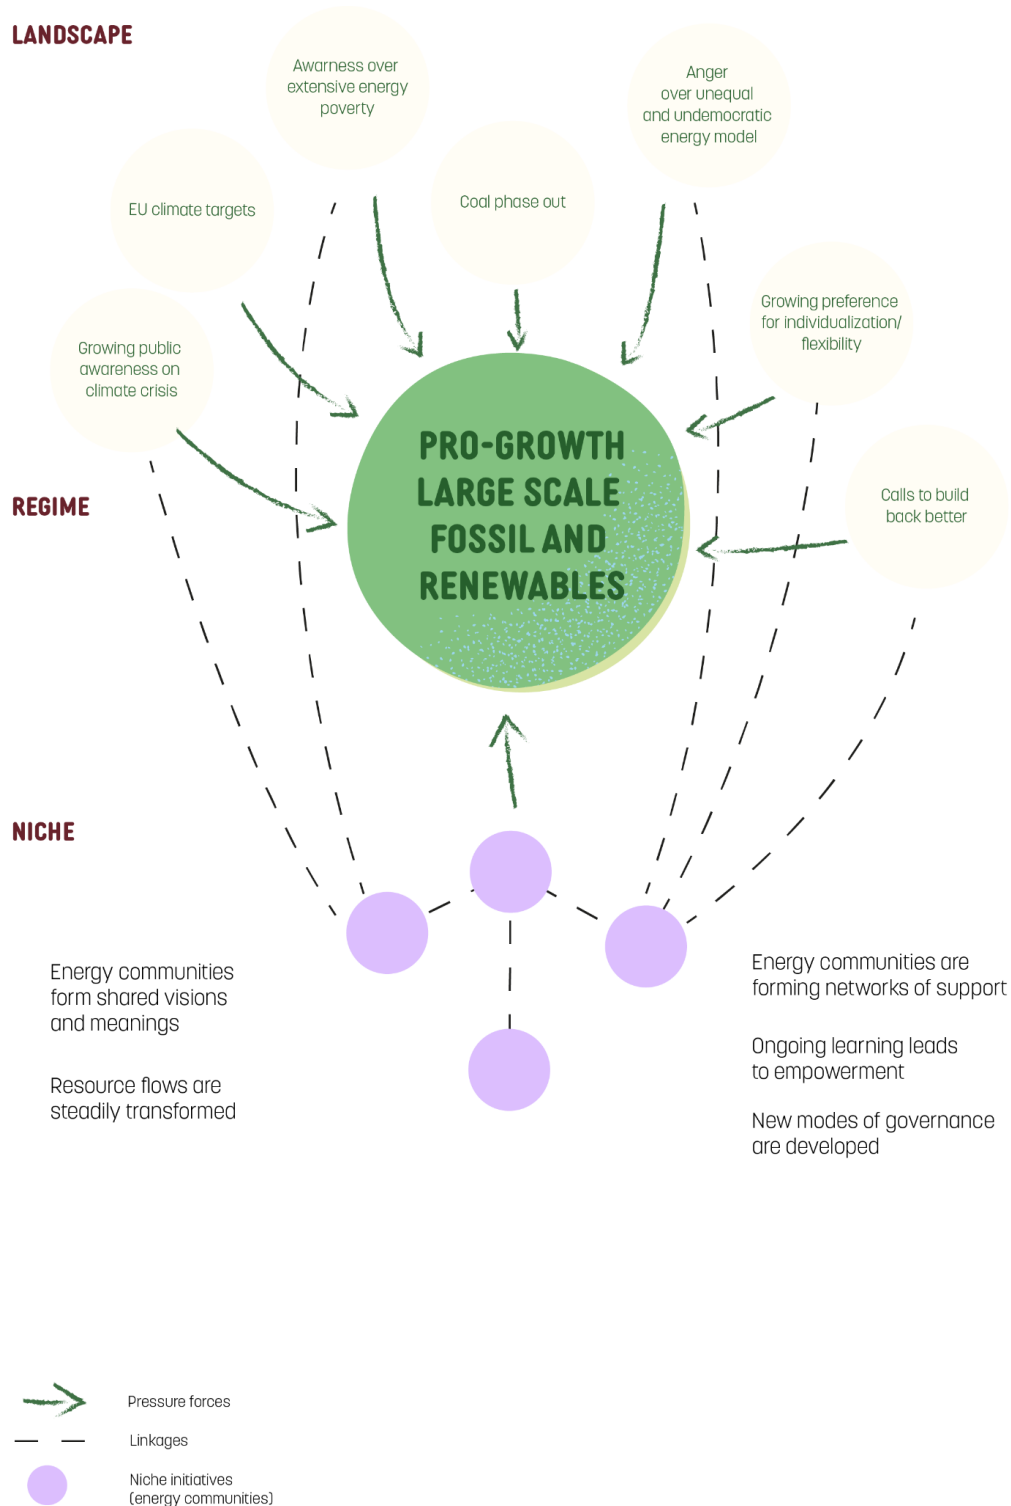 LANDSCAPE
Awarness over
extensive energy
poverty
Anger
over unequal
and undemocratic
energy model
EU climate targets
Coal phase out
Growing preference
for individualization/
flexibility
Growing public
awareness on
climate crisis
REGIME
PRO-GROWTH
LARGE SCALE
FOSSIL AND
RENEWABLES
Calls to build
back better
NICHE
Energy communities
form shared visions
and meanings
Resource flows are
steadily transformed
Energy communities are
forming networks of support
Ongoing learning leads
to empowerment
New modes of governance
are developed
Pressure forces
Linkages
Niche initiatives
(energy communities)